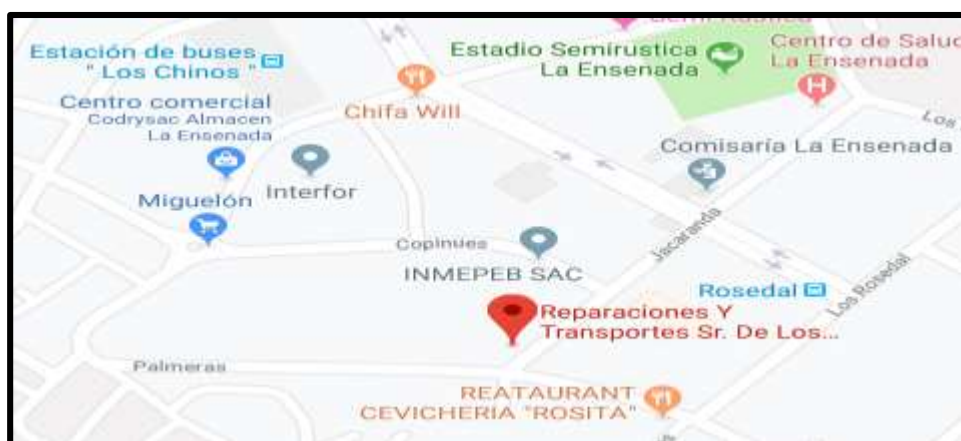 Estación de buses
" Los Chinos "
Centro comercial
Codrysac Almacen
La Ensenada
Chifa Will
Estadio Semirustica
La Ensenada
Centro de Salud
La Ensenada
Los
Comisaría La Ensenada
Interfor
Miguelón
Copinues
INMEPEB SAC
Jacaranda
Rosedal
Los Rosedal
Reparaciones Y
Transportes Sr. De Los...
Palmeras
REATAURANT
CEVICHERIA "ROSITA"